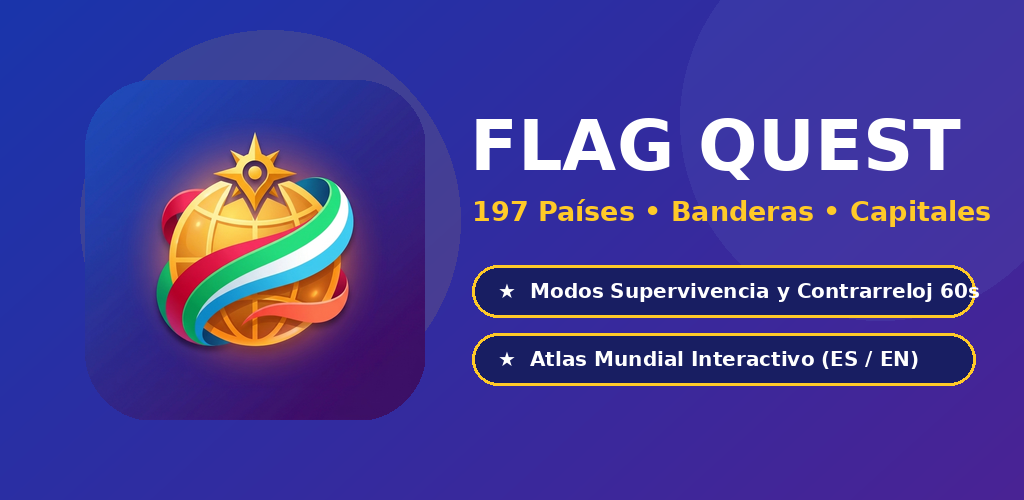 FLAG QUEST
197 Países • Banderas • Capitales
★ Modos Supervivencia y Contrarreloj 60s
★ Atlas Mundial Interactivo (ES / EN)